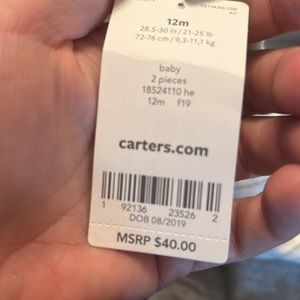 12m
28.5-30 in / 21-25 lb
72-76 cm / 9,3-11,1 kg
baby
2 pieces
18524110 he
12m f19
carters.com
1 92136 23526 2
DOB 08/2019
MSRP $40.00